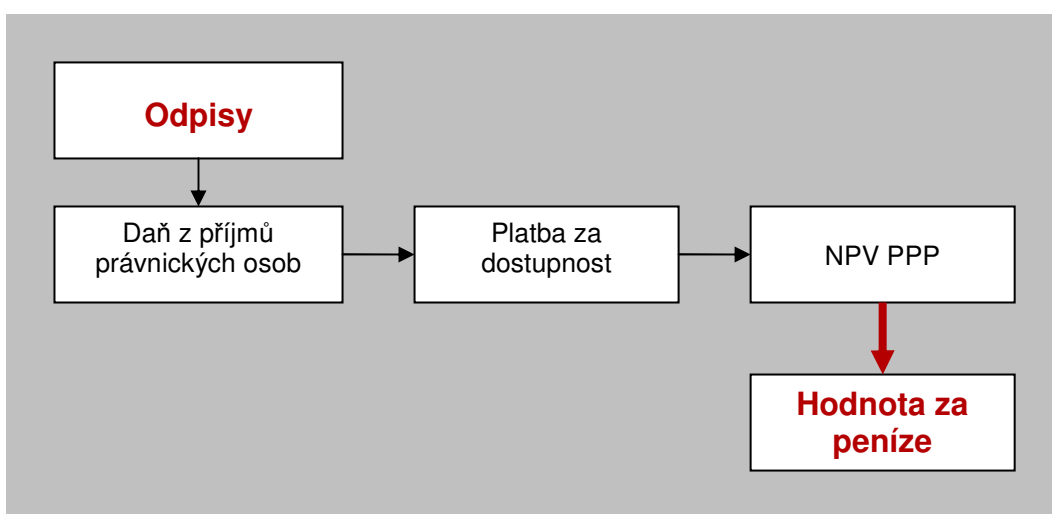 Odpisy
Daň z příjmů
právnických osob
Platba za
dostupnost
NPV PPP
Hodnota za
peníze